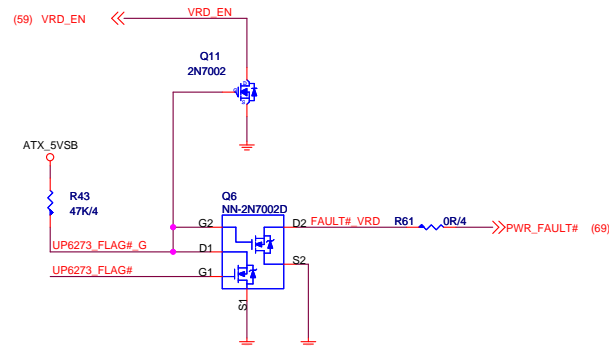 (59) VRD_EN
VRD_EN
Q11
2N7002
ATX_5VSB
R43
47K/4
Q6
NN-2N7002D
G2
D2
FAULT#_VRD
R61
0R/4
PWR_FAULT# (69)
UP6273_FLAG#_G
D1
S2
UP6273_FLAG#
G1
S1